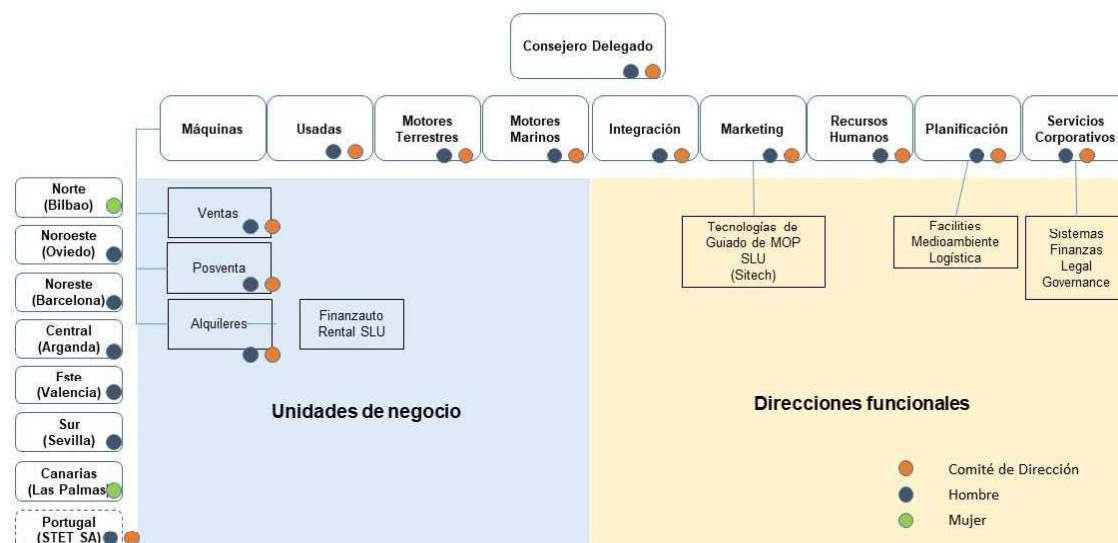 Consejero Delegado
Máquinas
Usadas
Motores
Terrestres
Motores
Marinos
Integración
Marketing
Recursos
Humanos
Planificación
Servicios
Corporativos
Norte
(Bilbao)
Noroeste
(Oviedo)
Noreste
(Barcelona)
Central
(Arganda)
Este
(Valencia)
Sur
(Sevilla)
Canarias
(Las Palmas)
Portugal
(STET SA)
Ventas
Posventa
Alquileres
Finanzauto
Rental SLU
Tecnologías de
Guiado de MOP
SLU
(Sitech)
Facilities
Medioambiente
Logística
Sistemas
Finanzas
Legal
Governance
Unidades de negocio
Direcciones funcionales
Comité de Dirección
Hombre
Mujer